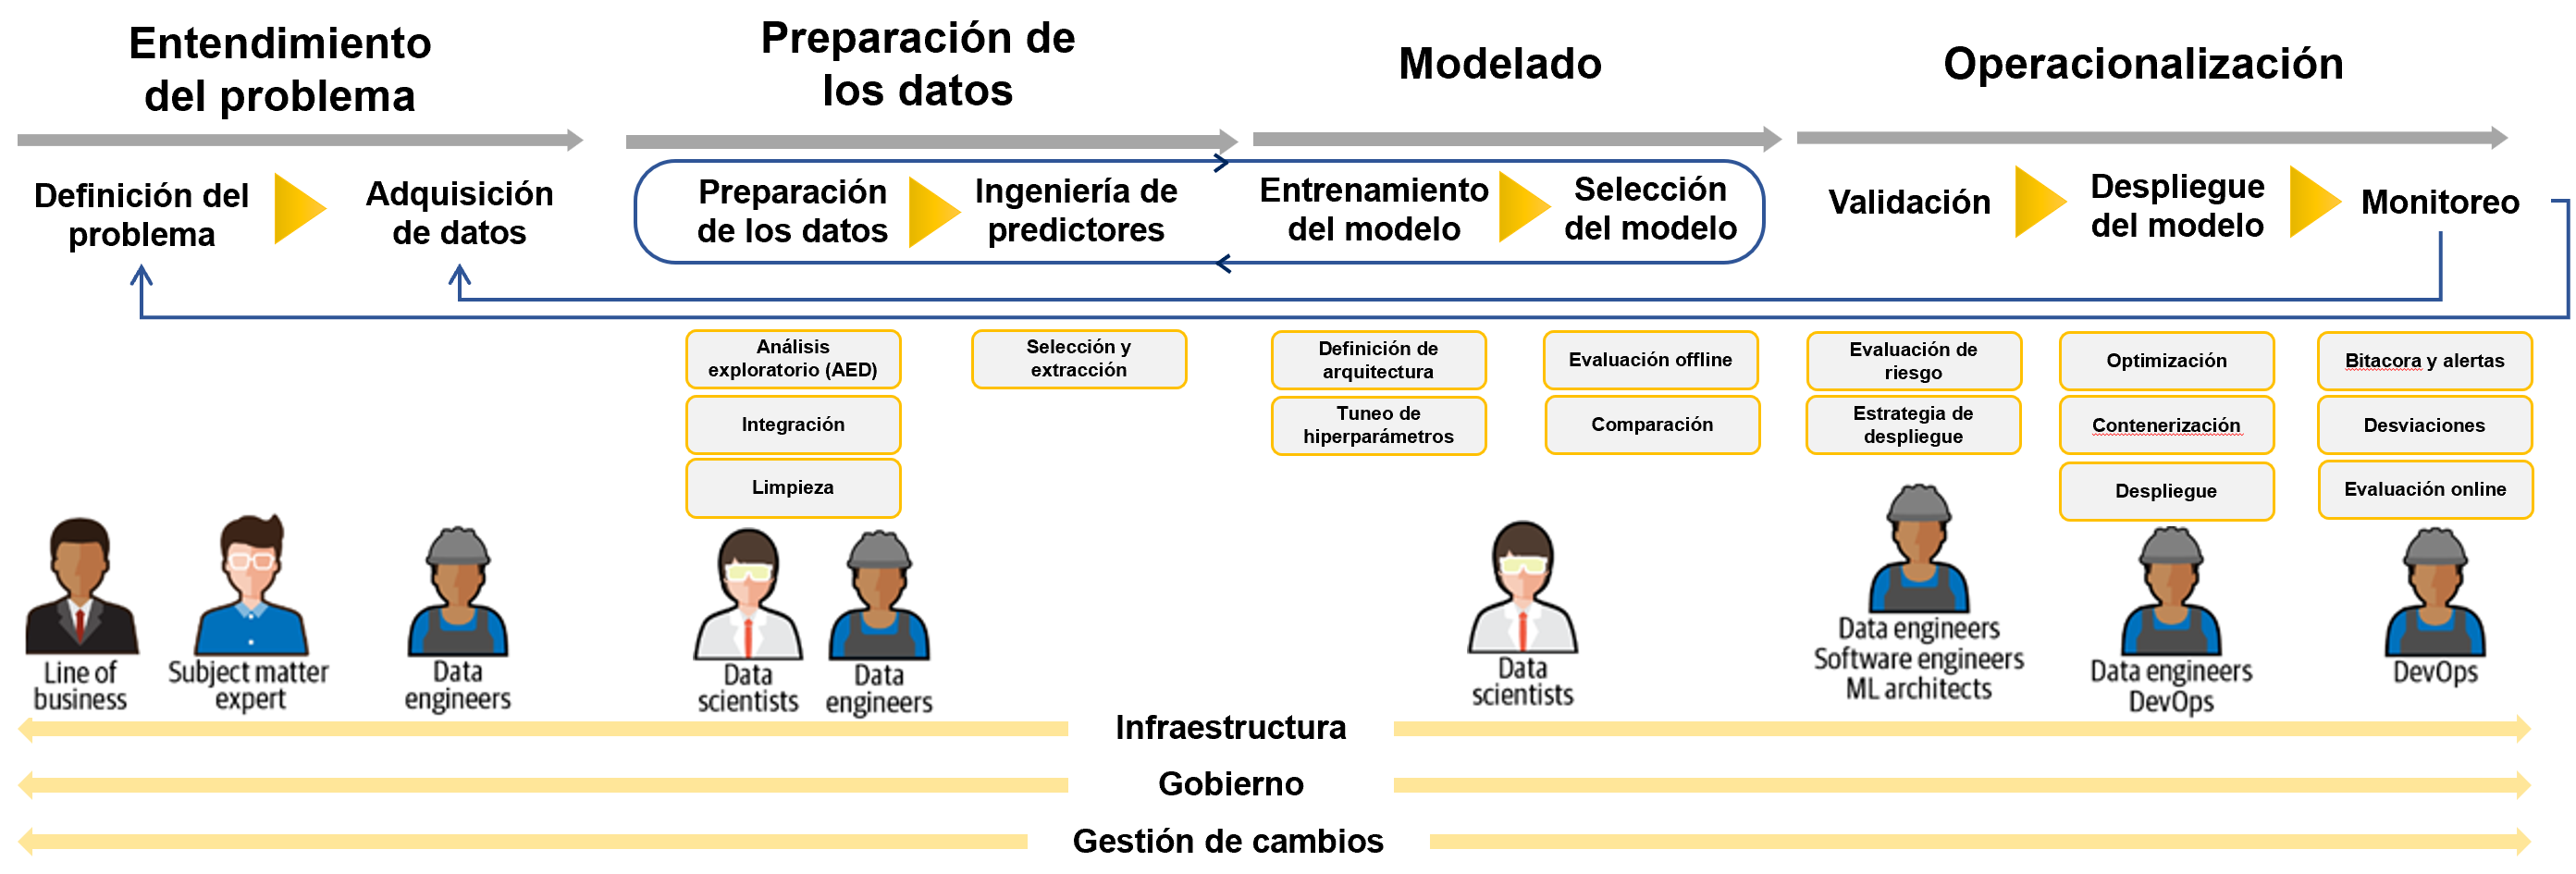 Entendimiento
del problema
Preparación de
los datos
Modelado
Operacionalización
Definición del
problema
Adquisición
de datos
Preparación
de los datos
Ingeniería de
predictores
Entrenamiento
del modelo
Selección
del modelo
Validación
Despliegue
del modelo
Monitoreo
Análisis
exploratorio (AED)
Integración
Limpieza
Selección y
extracción
Definición de
arquitectura
Tuneo de
hiperparámetros
Evaluación offline
Comparación
Evaluación de
riesgo
Estrategia de
despliegue
Optimización
Contenerización
Despliegue
Bitacora y alertas
Desviaciones
Evaluación online
Line of
business
Subject matter
expert
Data
engineers
Data
scientists
Data
engineers
Data
scientists
Data engineers
Software engineers
ML architects
Data engineers
DevOps
DevOps
Infraestructura
Gobierno
Gestión de cambios